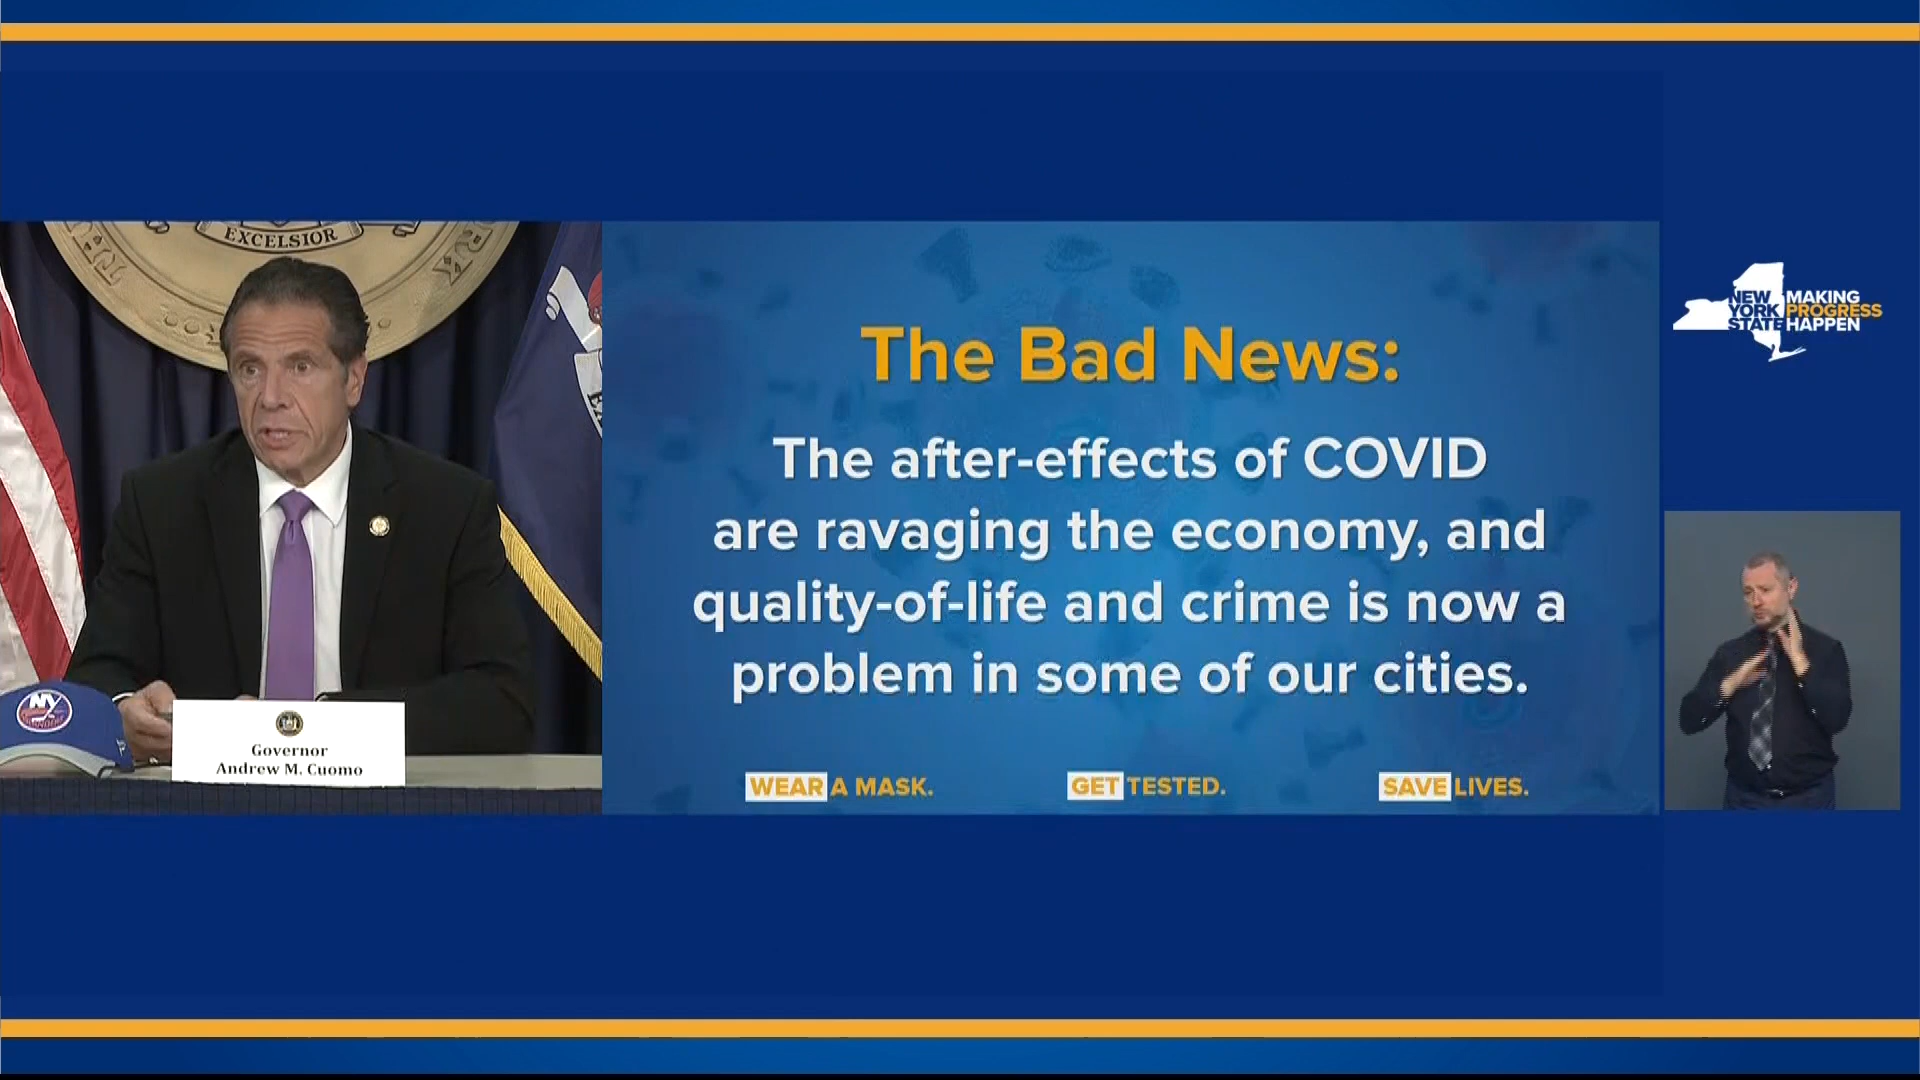 EXCELSIOR
NY
Governor
Andrew M. Cuomo
The Bad News:
The after-effects of COVID
are ravaging the economy, and
quality-of-life and crime is now a
problem in some of our cities.
WEAR A MASK.
GET TESTED.
SAVE LIVES.
NEW YORK STATE
MAKING PROGRESS HAPPEN